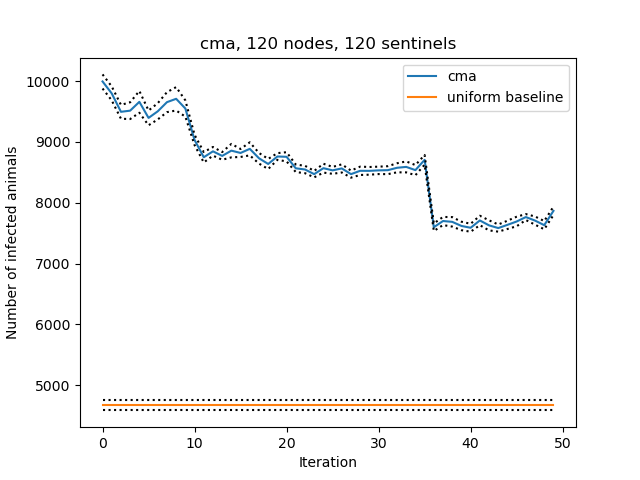 cma, 120 nodes, 120 sentinels
cma
uniform baseline
10000
9000
8000
7000
6000
5000
Number of infected animals
0 10 20 30 40 50
Iteration